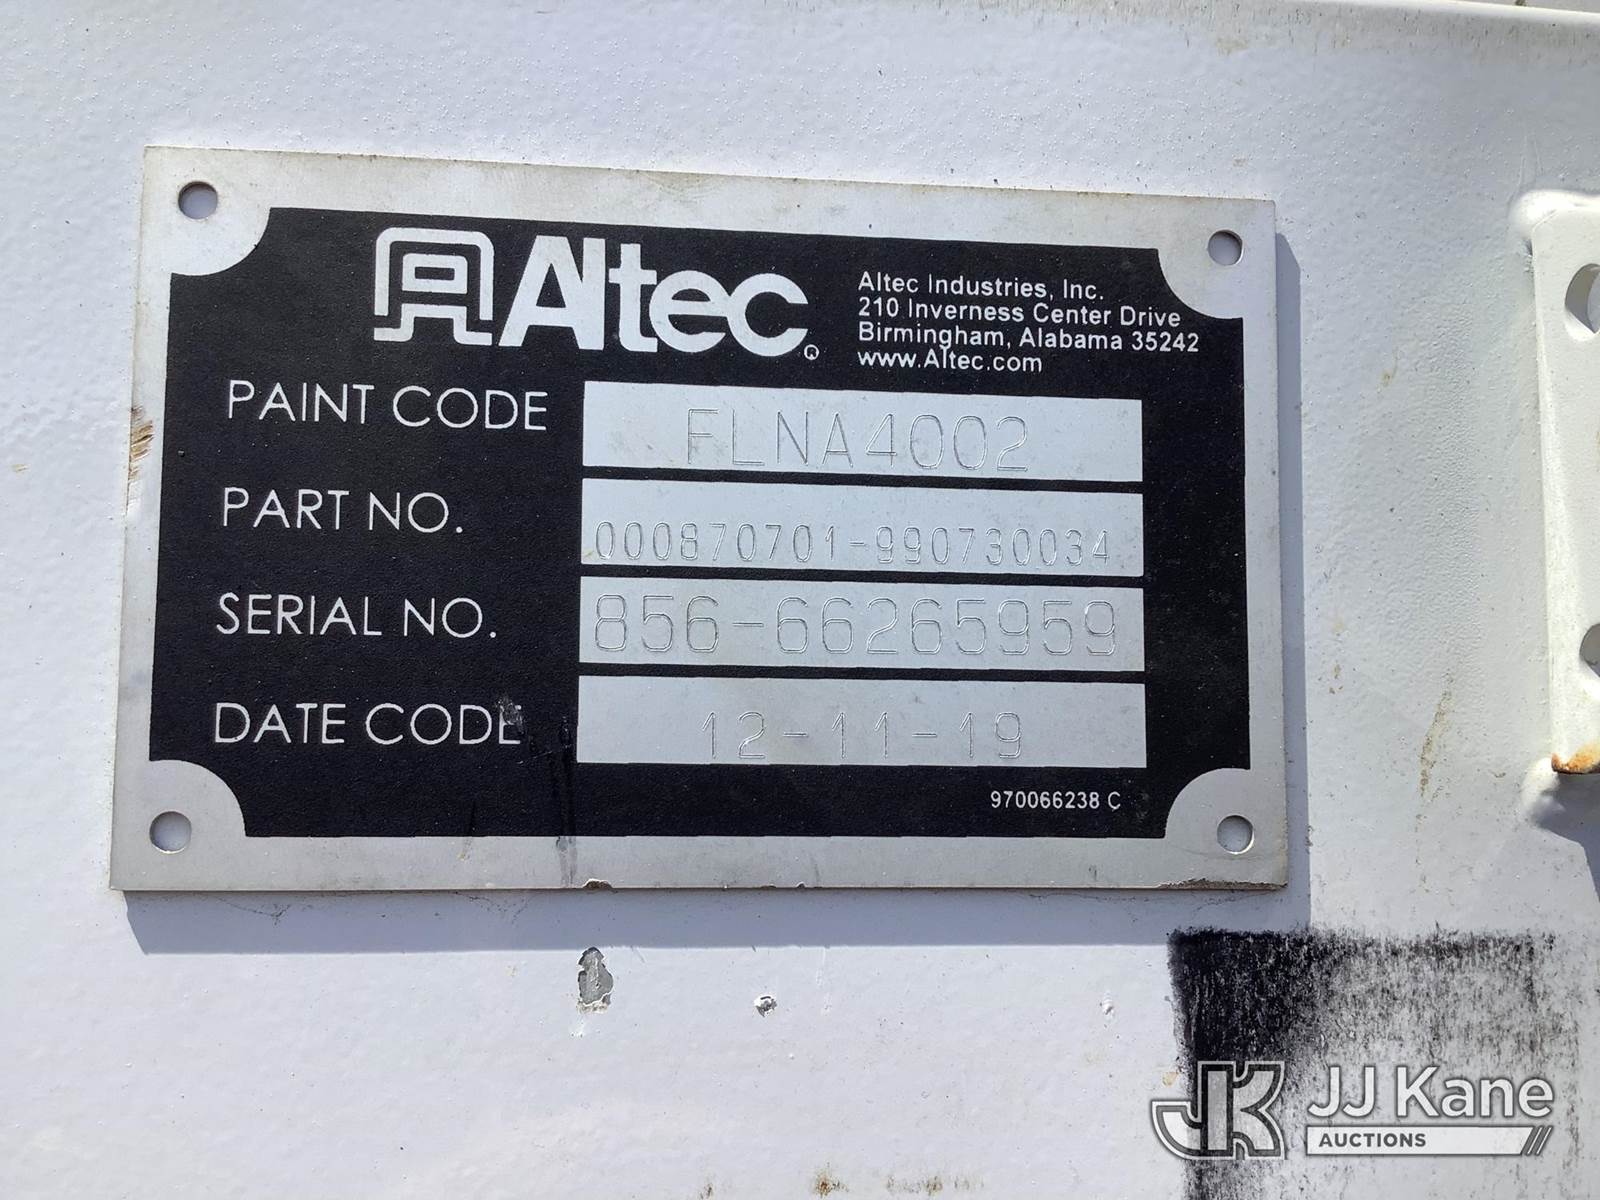 Altec®
Altec Industries, Inc.
210 Inverness Center Drive
Birmingham, Alabama 35242
www.Altec.com
PAINT CODE FLNA4002
PART NO. 000870701-990730034
SERIAL NO. 856-66265959
DATE CODE 12-11-19
970066238 C
JK JJ Kane
AUCTIONS